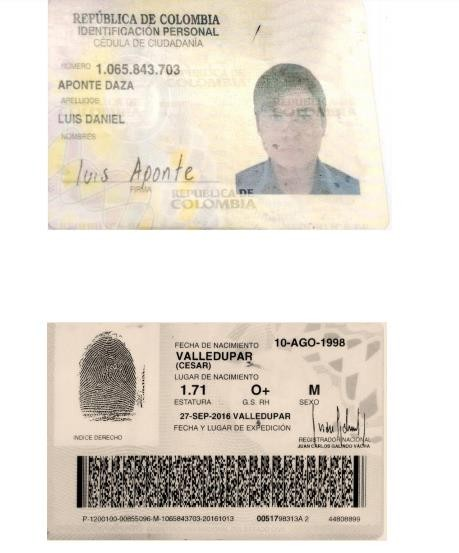 REPÚBLICA DE COLOMBIA
IDENTIFICACIÓN PERSONAL
CÉDULA DE CIUDADANÍA
NÚMERO 1.065.843.703
APONTE DAZA
APELLIDOS
LUIS DANIEL
NOMBRES
luis Aponte
FIRMA
REPÚBLICA DE
COLOMBIA
FECHA DE NACIMIENTO 10-AGO-1998
VALLEDUPAR
(CESAR)
LUGAR DE NACIMIENTO
1.71 O+ M
ESTATURA G.S. RH SEXO
27-SEP-2016 VALLEDUPAR
FECHA Y LUGAR DE EXPEDICIÓN
REGISTRADOR NACIONAL
JUAN CARLOS GALINDO VACHA
INDICE DERECHO
P-1200100-00855096-M-1065843703-20161013 0051798313A 2 44808899